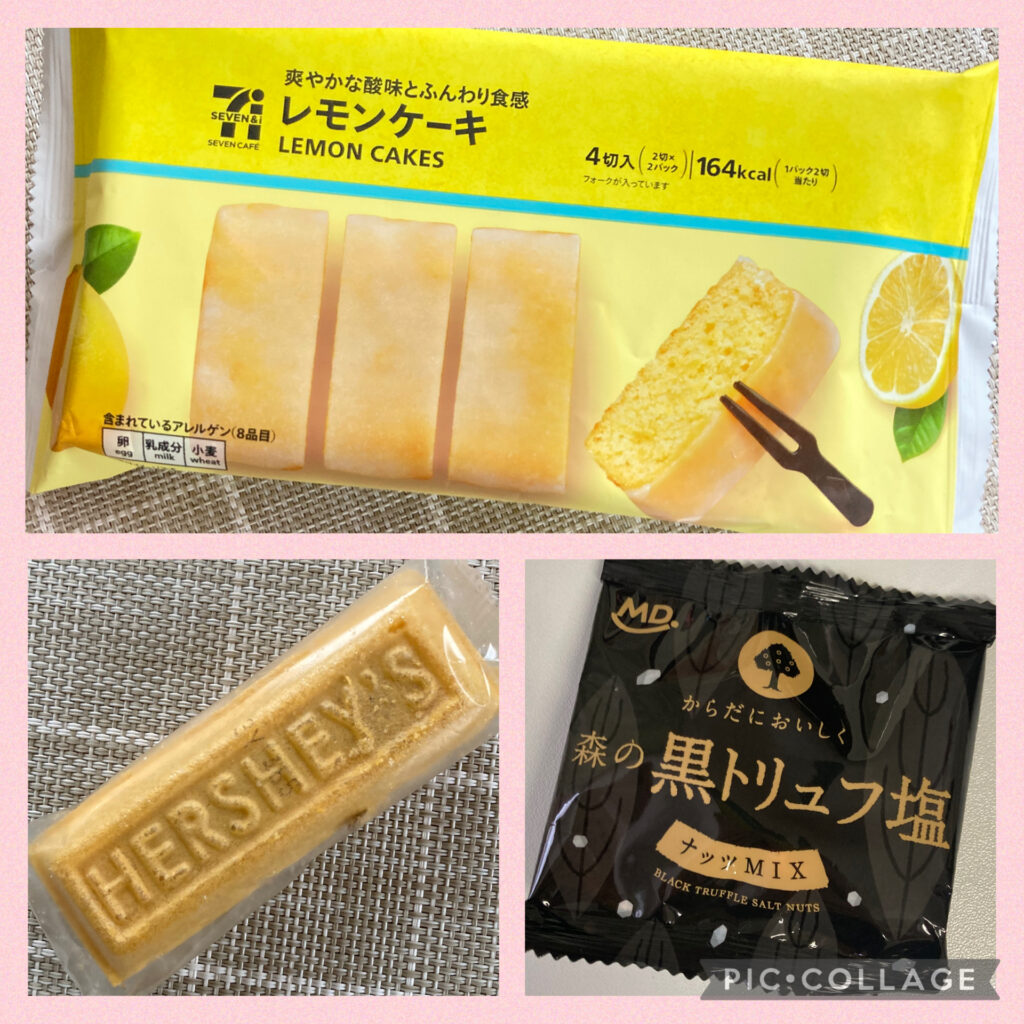 爽やかな酸味とふんわり食感
レモンケーキ
LEMON CAKES
7i
SEVEN&i
SEVEN CAFÉ
4切入(2切×2パック)|164kcal(1パック2切当たり)
フォークが入っています
含まれているアレルゲン(8品目)
卵 乳成分 小麦
egg milk wheat
HERSHEY'S
MD.
からだにおいしく
森の黒トリュフ塩
ナッツMIX
BLACK TRUFFLE SALT NUTS
PIC•COLLAGE